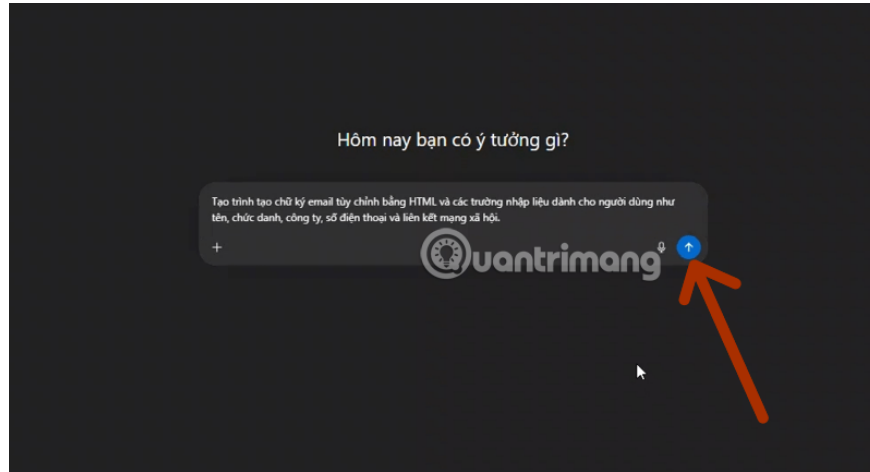 Hôm nay bạn có ý tưởng gì?
Tạo trình tạo chữ ký email tùy chỉnh bằng HTML và các trường nhập liệu dành cho người dùng như
tên, chức danh, công ty, số điện thoại và liên kết mạng xã hội.
Quantrimang